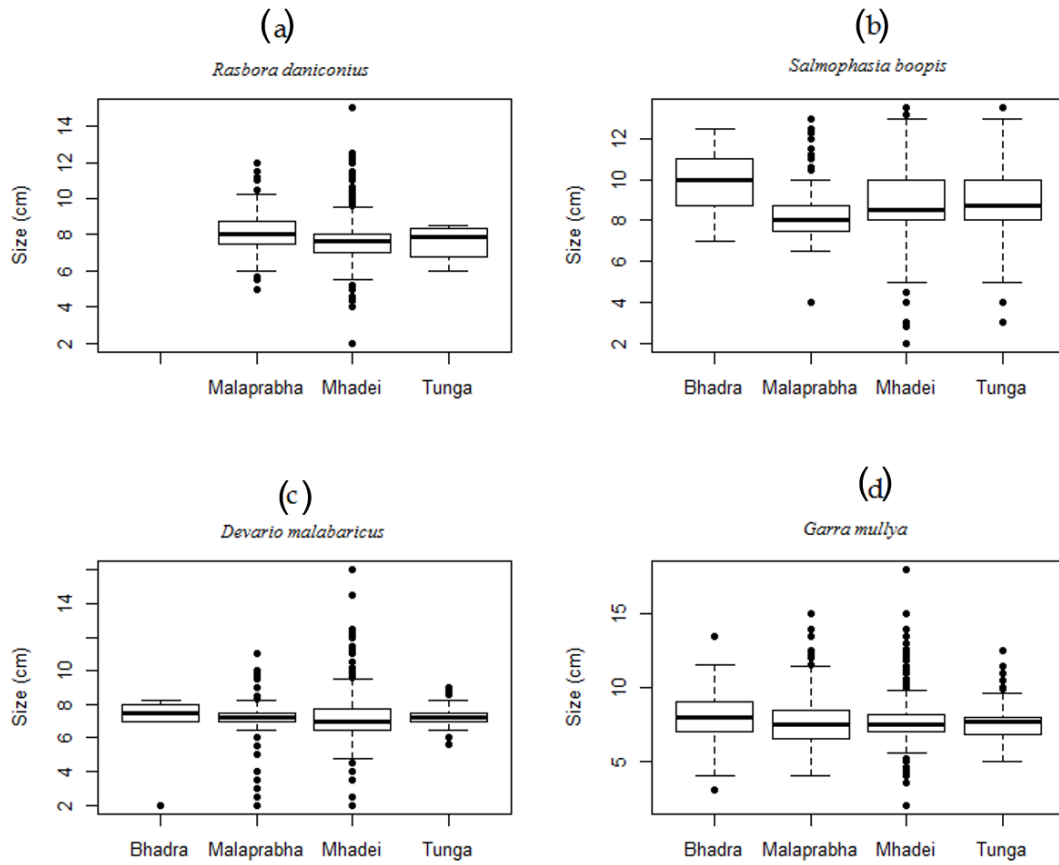 (a)
Rasbora daniconius
Size (cm)
14
12
10
8
6
4
2
Malaprabha Mhadei Tunga
(b)
Salmophasia boopis
Size (cm)
12
10
8
6
4
2
Bhadra Malaprabha Mhadei Tunga
(c)
Devario malabaricus
Size (cm)
14
10
8
6
4
2
Bhadra Malaprabha Mhadei Tunga
(d)
Garra mullya
Size (cm)
15
10
5
Bhadra Malaprabha Mhadei Tunga